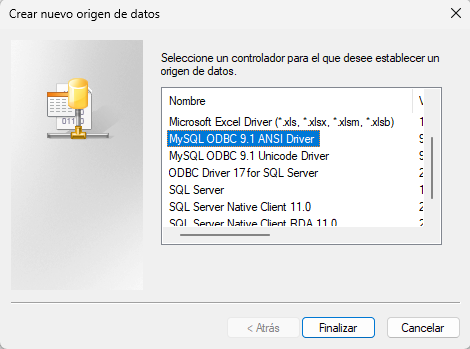 Crear nuevo origen de datos
Seleccione un controlador para el que desee establecer un
origen de datos.
Nombre V
Microsoft Excel Driver (*.xls, *.xlsx, *.xlsm, *.xlsb) 1
MySQL ODBC 9.1 ANSI Driver 9
MySQL ODBC 9.1 Unicode Driver 9
ODBC Driver 17 for SQL Server 2
SQL Server 1
SQL Server Native Client 11.0 2
SQL Server Native Client RDA 11.0 2
< Atrás
Finalizar
Cancelar